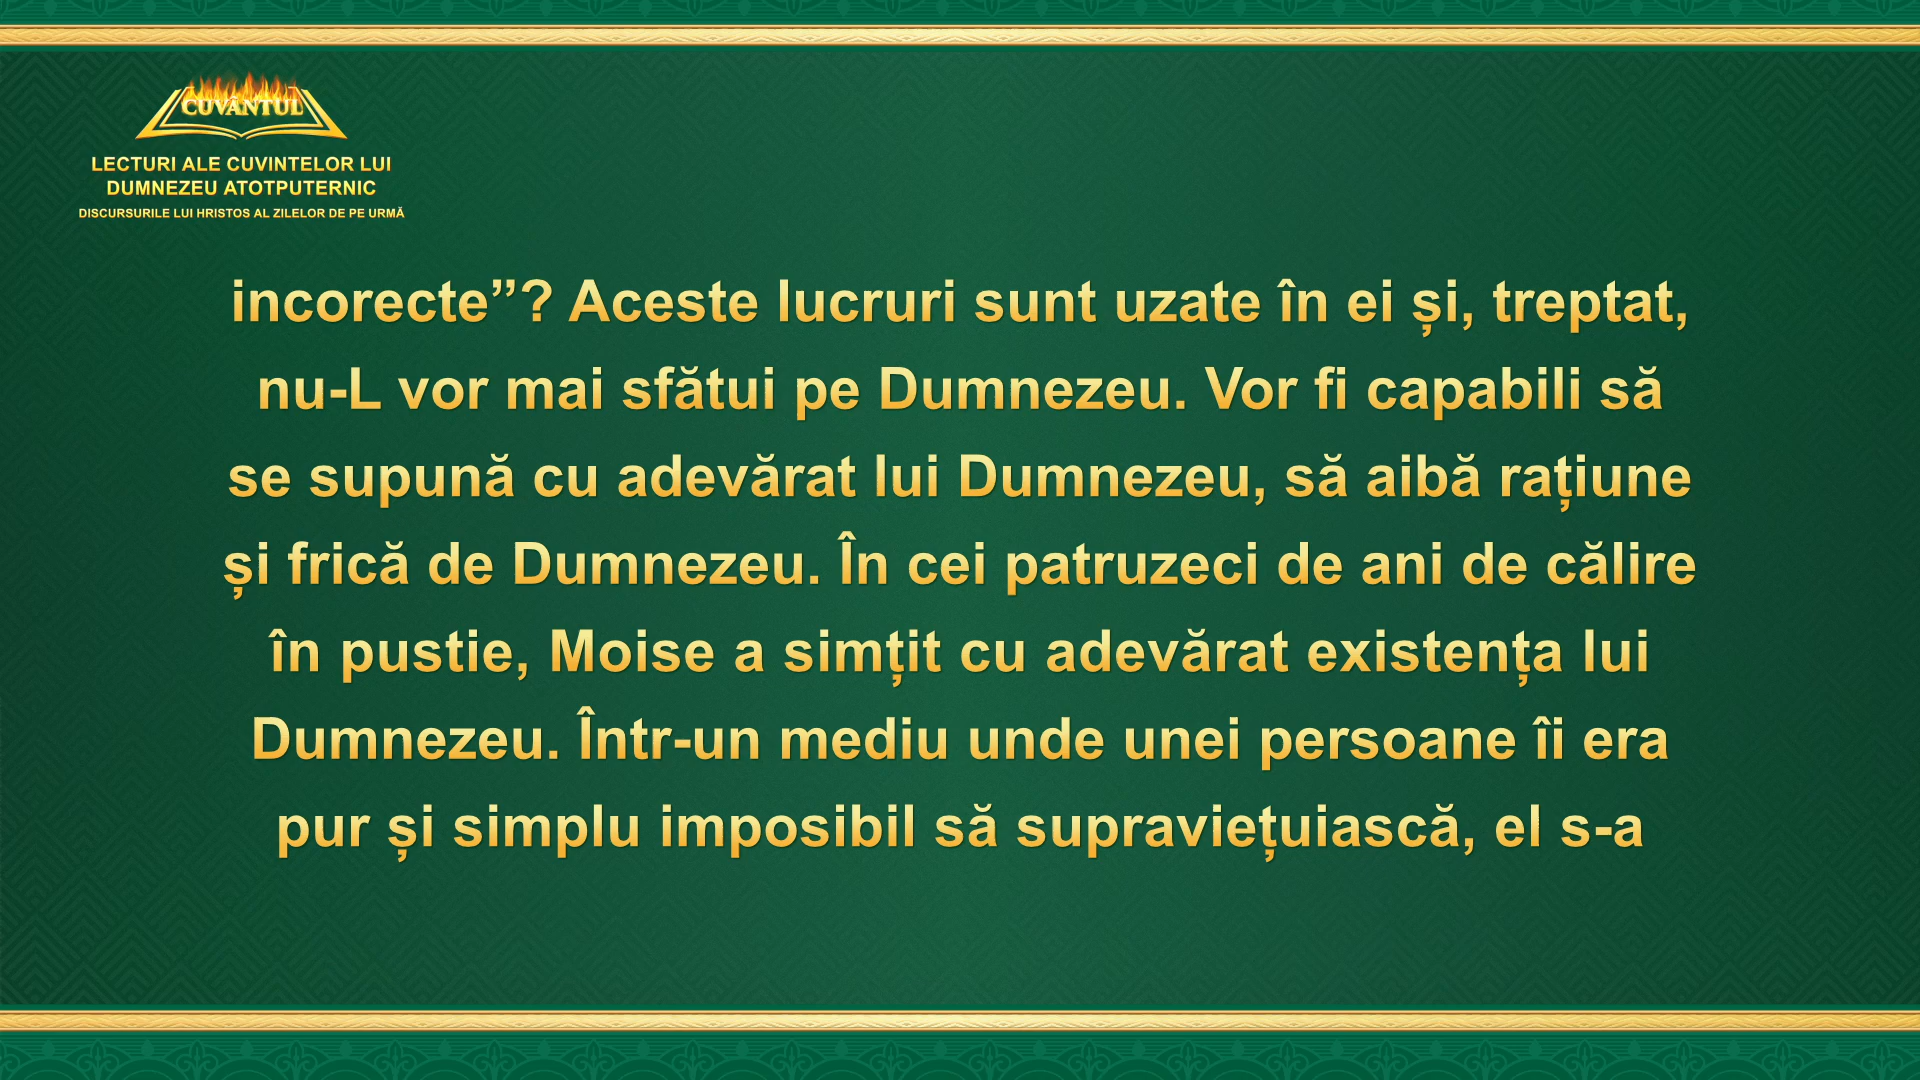 CUVÂNTUL
LECTURI ALE CUVINTELOR LUI
DUMNEZEU ATOTPUTERNIC
DISCURSURILE LUI HRISTOS AL ZILELOR DE PE URMĂ
incorecte”? Aceste lucruri sunt uzate în ei și, treptat,
nu-L vor mai sfătui pe Dumnezeu. Vor fi capabili să
se supună cu adevărat lui Dumnezeu, să aibă rațiune
și frică de Dumnezeu. În cei patruzeci de ani de călire
în pustie, Moise a simțit cu adevărat existența lui
Dumnezeu. Într-un mediu unde unei persoane îi era
pur și simplu imposibil să supraviețuiască, el s-a